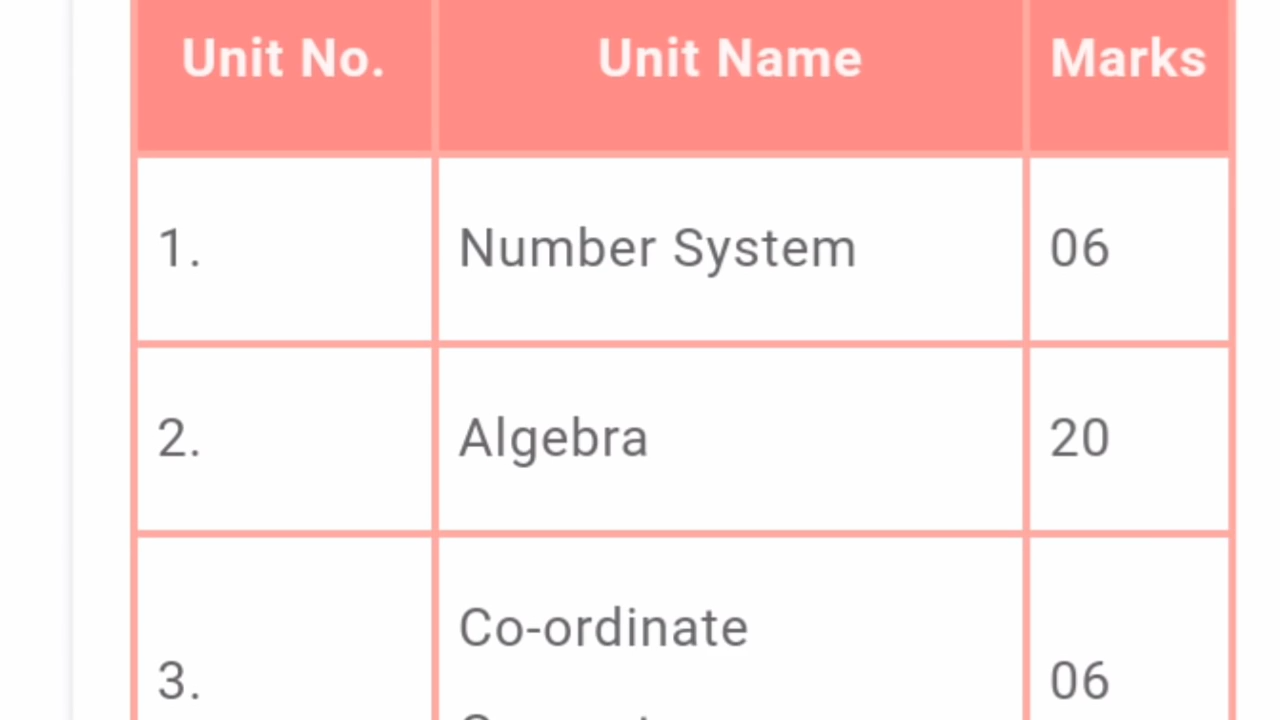 Unit No. Unit Name Marks
1. Number System 06
2. Algebra 20
Co-ordinate
3. 06